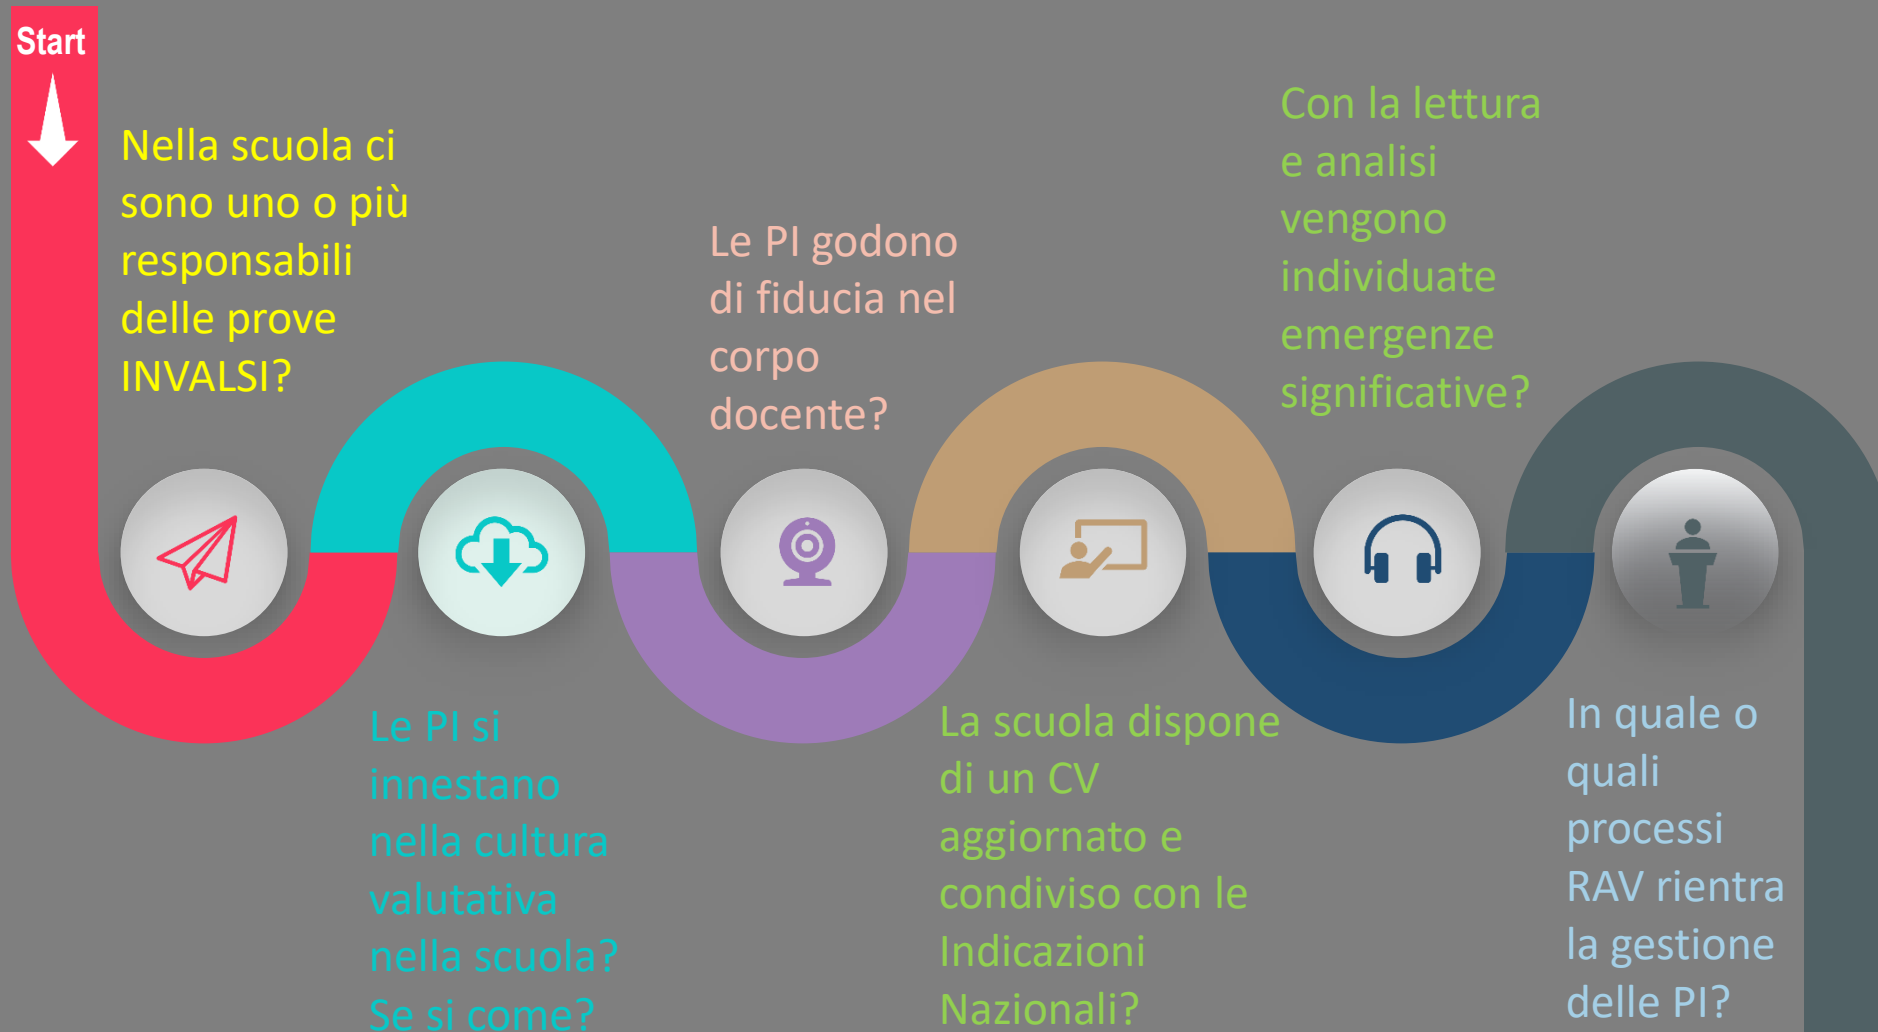 Start
Nella scuola ci
sono uno o più
responsabili
delle prove
INVALSI?
Le PI si
innestano
nella cultura
valutativa
nella scuola?
Se si come?
Le PI godono
di fiducia nel
corpo
docente?
La scuola dispone
di un CV
aggiornato e
condiviso con le
Indicazioni
Nazionali?
Con la lettura
e analisi
vengono
individuate
emergenze
significative?
In quale o
quali
processi
RAV rientra
la gestione
delle PI?